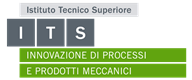 Istituto Tecnico Superiore
ITS
INNOVAZIONE DI PROCESSI
E PRODOTTI MECCANICI